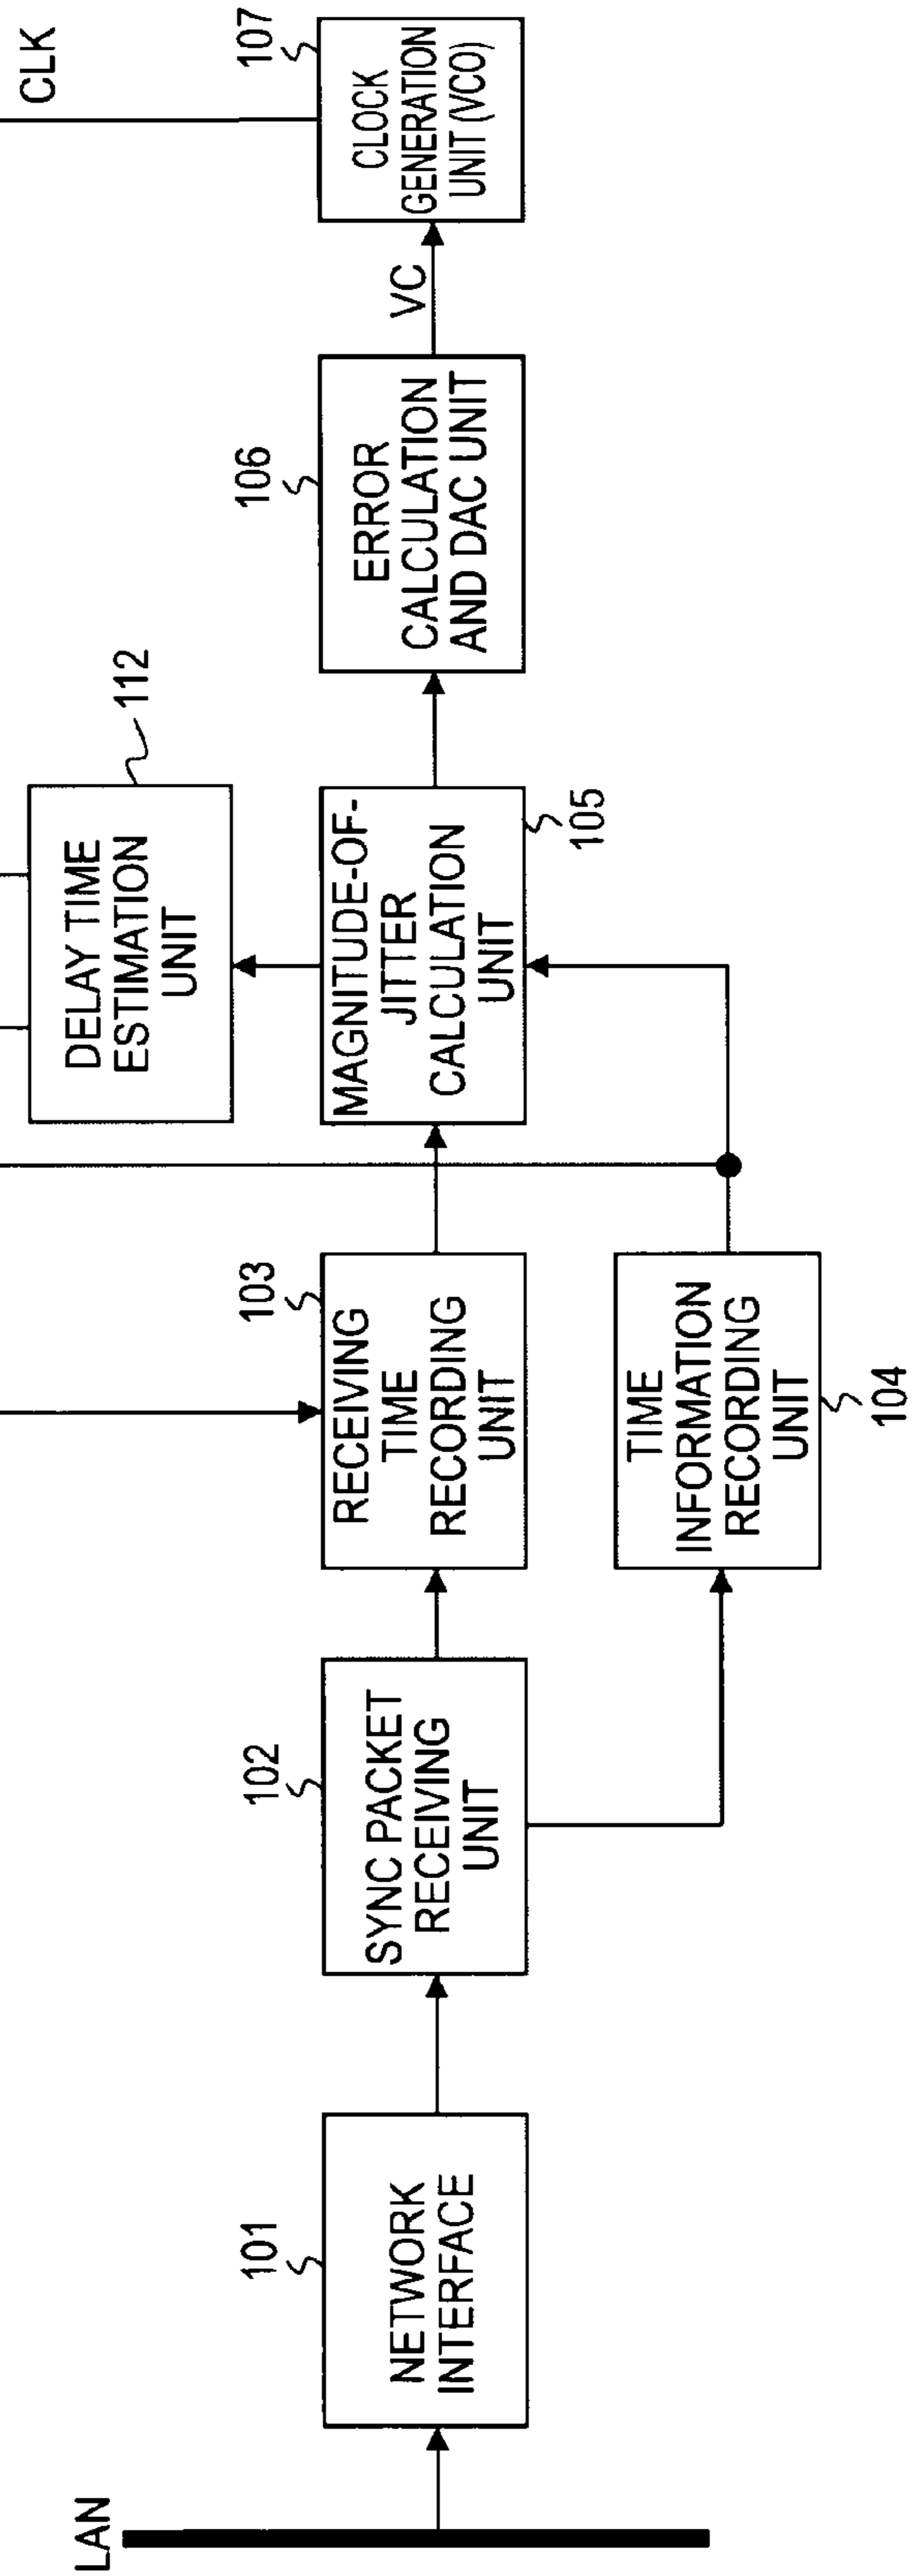 LAN
101
NETWORK
INTERFACE
102
SYNC PACKET
RECEIVING
UNIT
103
RECEIVING
TIME
RECORDING
UNIT
TIME
INFORMATION
RECORDING
UNIT
104
DELAY TIME
ESTIMATION
UNIT
112
MAGNITUDE-OF-
JITTER
CALCULATION
UNIT
105
106
ERROR
CALCULATION
AND DAC UNIT
VC
107
CLOCK
GENERATION
UNIT (VCO)
CLK